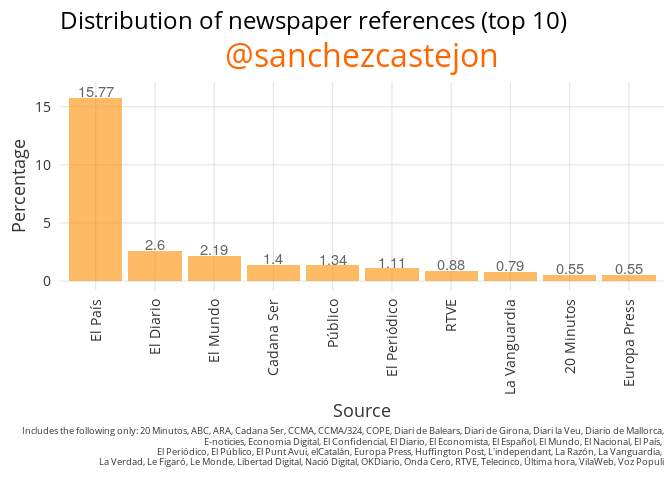 Distribution of newspaper references (top 10)
@sanchezcastejon
Percentage
15
10
5
0
15.77
2.6
2.19
1.4
1.34
1.11
0.88
0.79
0.55
0.55
El País
El Diario
El Mundo
Cadana Ser
Público
El Periódico
RTVE
La Vanguardia
20 Minutos
Europa Press
Source
Includes the following only: 20 Minutos, ABC, ARA, Cadana Ser, CCMA, CCMA/324, COPE, Diari de Balears, Diari de Girona, Diari la Veu, Diario de Mallorca,
E-noticies, Economia Digital, El Confidencial, El Diario, El Economista, El Español, El Mundo, El Nacional, El País,
El Periódico, El Público, El Punt Avui, elCatalán, Europa Press, Huffington Post, L'independant, La Razón, La Vanguardia,
La Verdad, Le Figaró, Le Monde, Libertad Digital, Nació Digital, OKDiario, Onda Cero, RTVE, Telecinco, Última hora, VilaWeb, Voz Populi